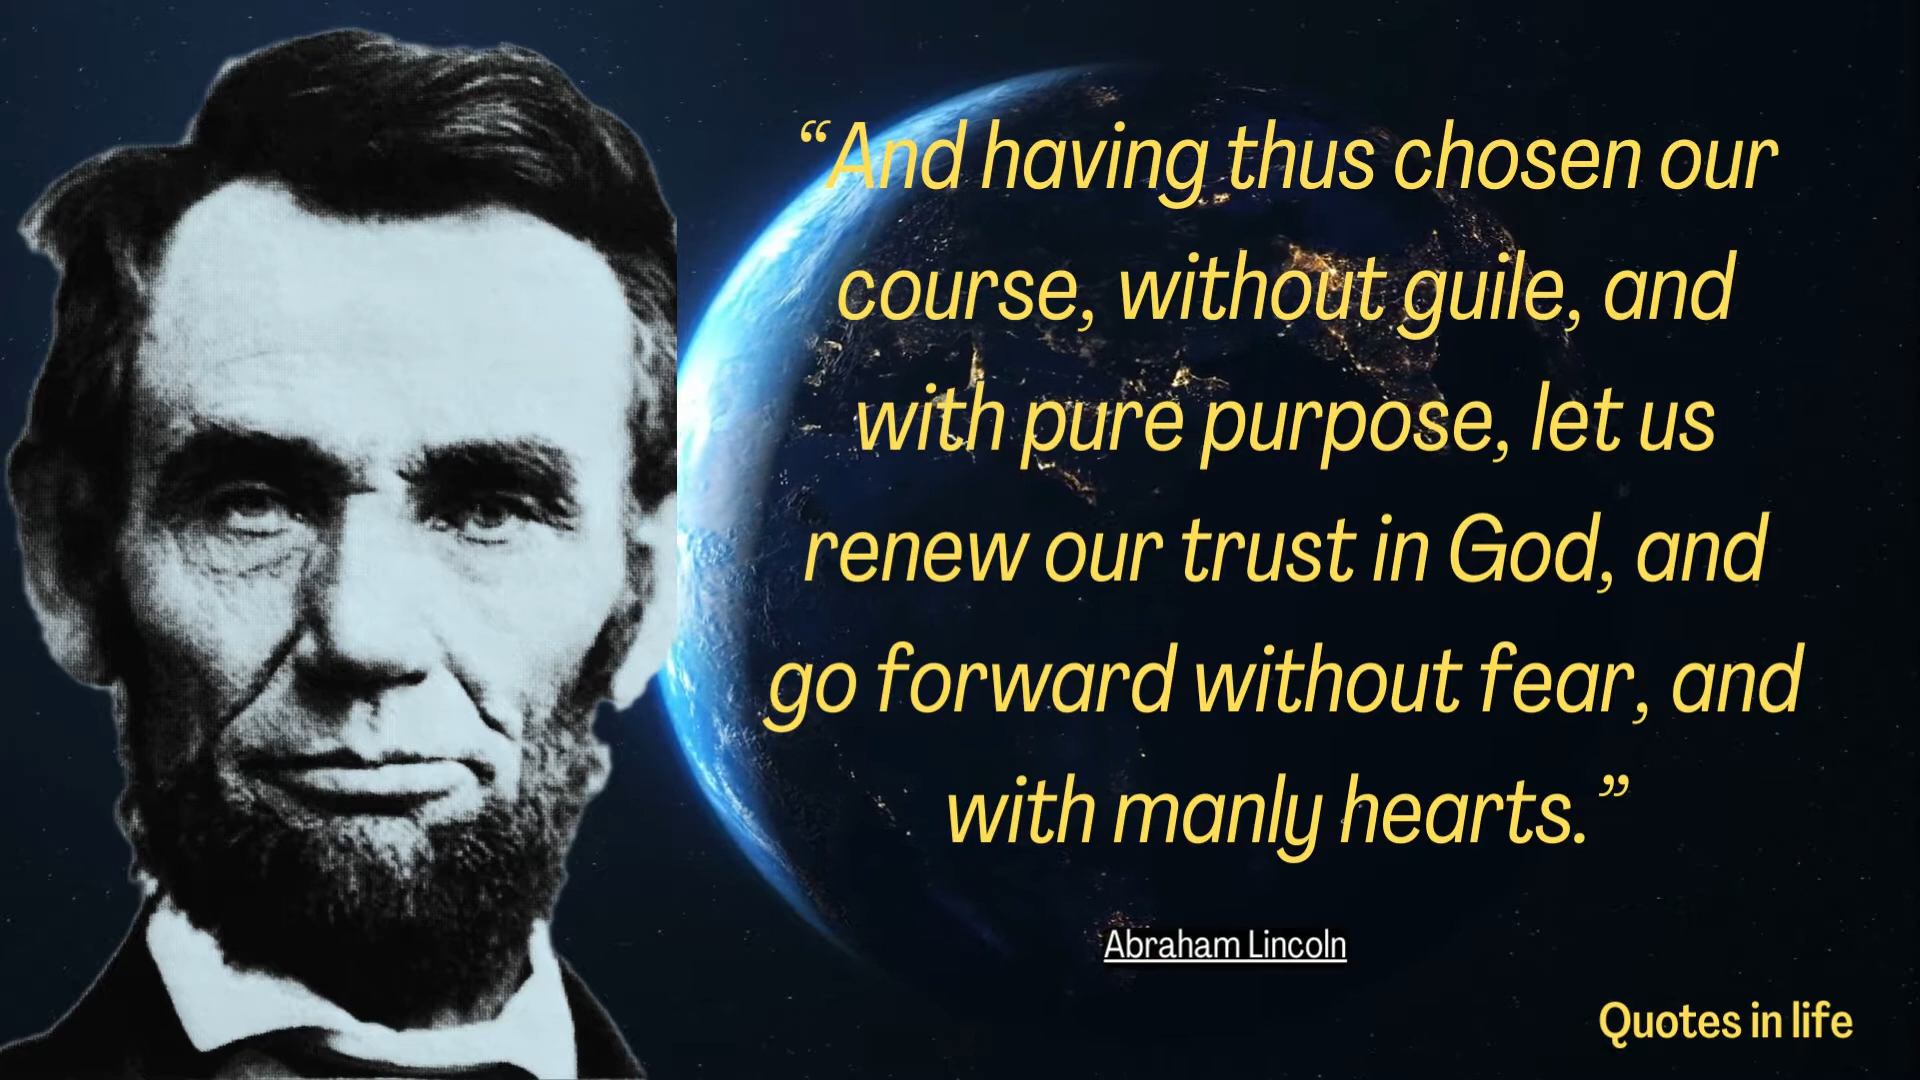 “And having thus chosen our
course, without guile, and
with pure purpose, let us
renew our trust in God, and
go forward without fear, and
with manly hearts.”
Abraham Lincoln
Quotes in life